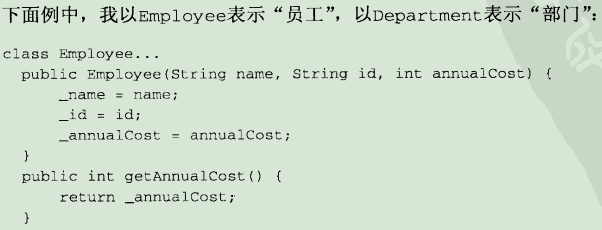 下面例中，我以Employee表示“员工”，以Department表示“部门”：
class Employee...
  public Employee(String name, String id, int annualCost) {
      _name = name;
      _id = id;
      _annualCost = annualCost;
  }
  public int getAnnualCost() {
      return _annualCost;
  }